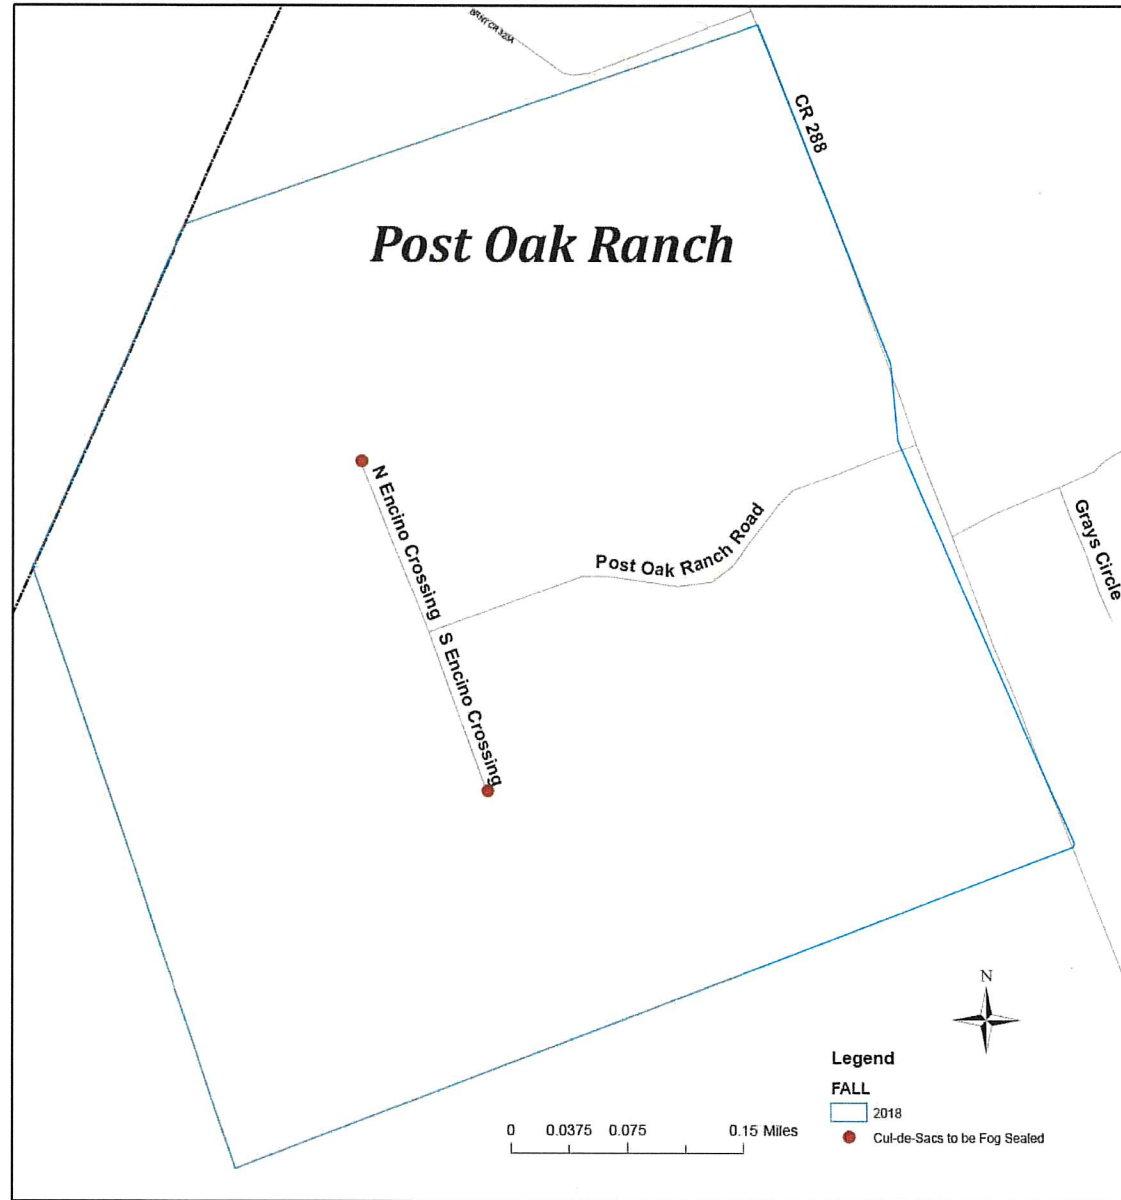 CR 288
Post Oak Ranch
N Encino Crossing
Post Oak Ranch Road
Grays Circle
S Encino Crossing
N
Legend
FALL
2018
0 0.0375 0.075 0.15 Miles
Cul-de-Sacs to be Fog Sealed